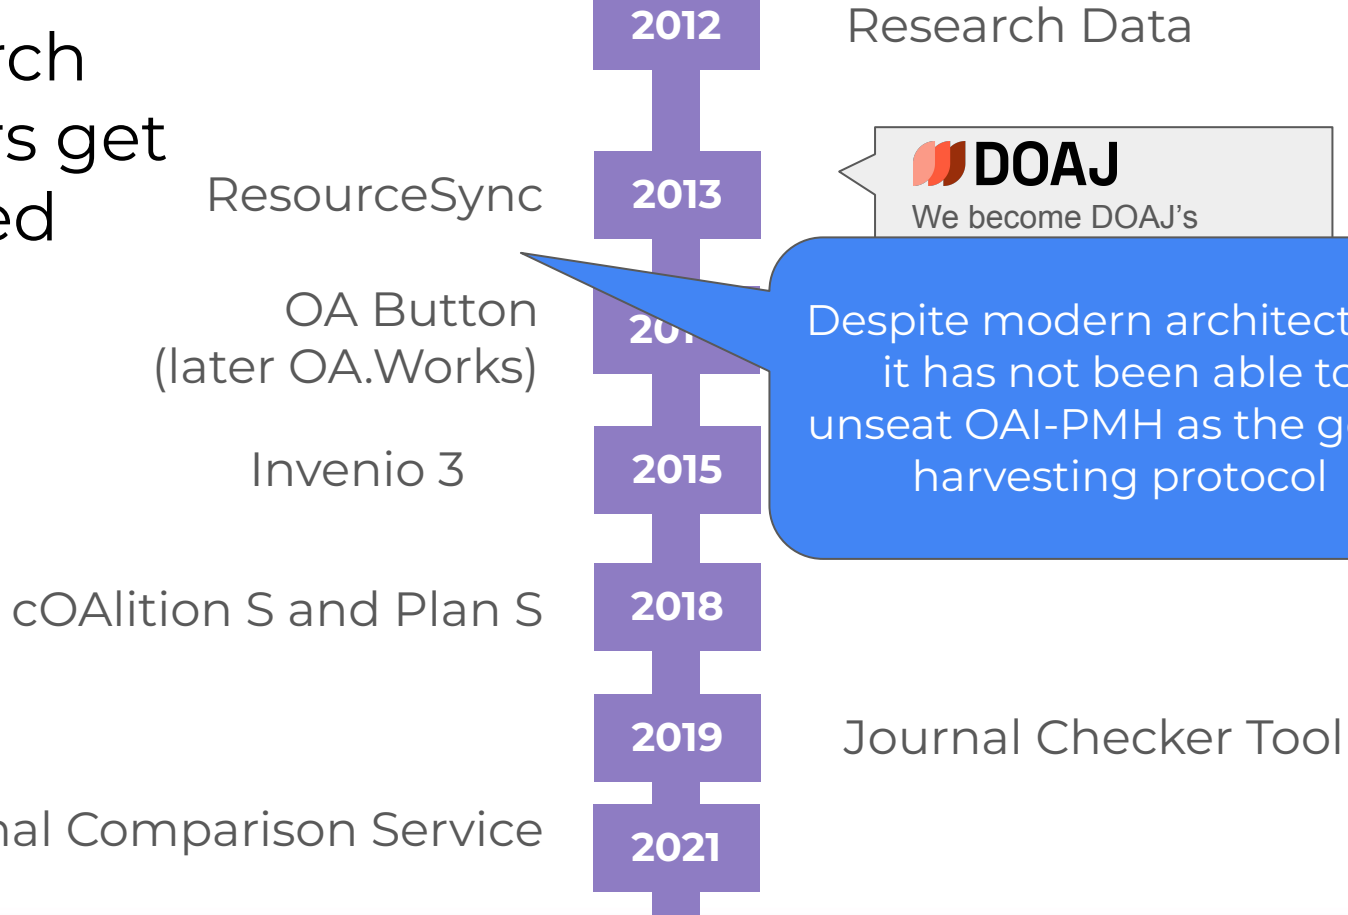 2012
Research Data
rch
rs get
ed
ResourceSync
2013
DOAJ
We become DOAJ's
OA Button
(later OA.Works)
Despite modern
it has not been able to
unseat OAI-PMH as the
harvesting protocol
Invenio 3
2015
cOAlition S and Plan S
2018
2019
Journal Checker Tool
Comparison Service
2021